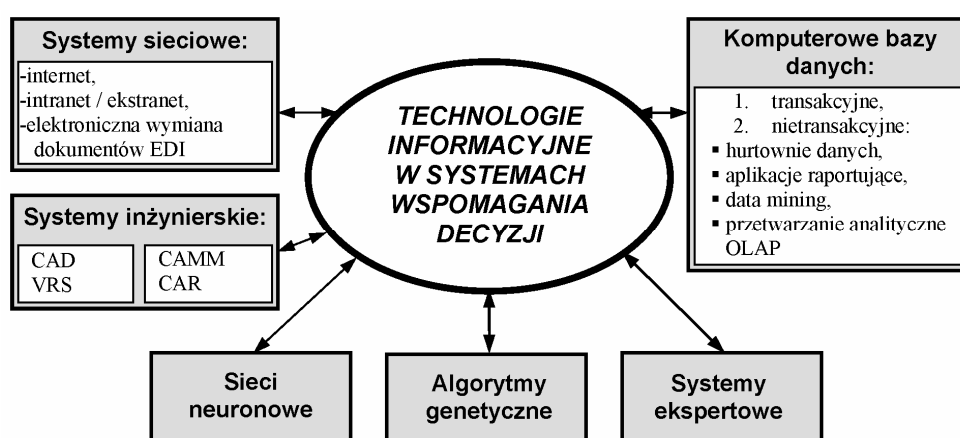 Systemy sieciowe:
-internet,
-intranet / ekstranet,
-elektroniczna wymiana
dokumentów EDI
Systemy inżynierskie:
CAD
VRS
CAMM
CAR
TECHNOLOGIE
INFORMACYJNE
W SYSTEMACH
WSPOMAGANIA
DECYZJI
Komputerowe bazy
danych:
1. transakcyjne,
2. nietransakcyjne:
▪ hurtownie danych,
▪ aplikacje raportujące,
▪ data mining,
▪ przetwarzanie analityczne
OLAP
Sieci
neuronowe
Algorytmy
genetyczne
Systemy
ekspertowe